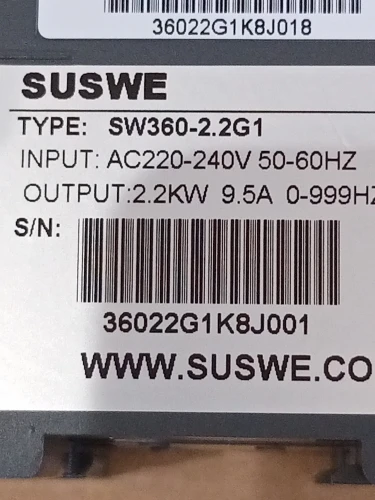 36022G1K8J018
SUSWE
TYPE: SW360-2.2G1
INPUT: AC220-240V 50-60HZ
OUTPUT:2.2KW 9.5A 0-999HZ
S/N:
36022G1K8J001
WWW.SUSWE.CO